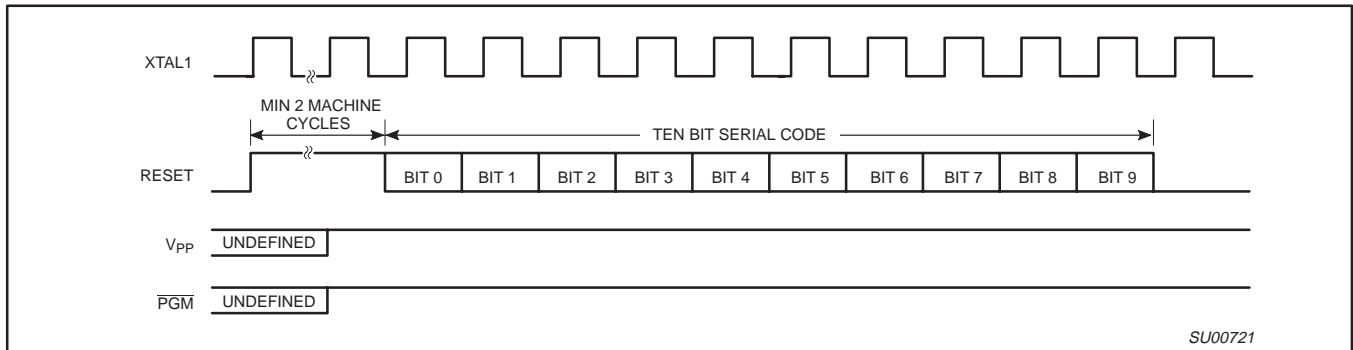 XTAL1
MIN 2 MACHINE
CYCLES
TEN BIT SERIAL CODE
RESET
BIT 0 BIT 1 BIT 2 BIT 3 BIT 4 BIT 5 BIT 6 BIT 7 BIT 8 BIT 9
VPP UNDEFINED
PGM UNDEFINED
SU00721